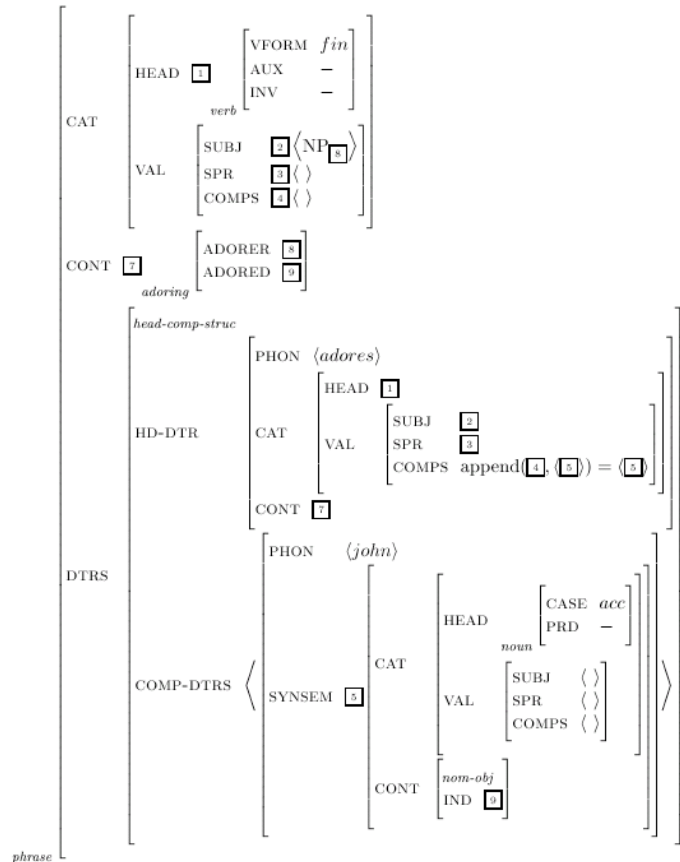 VFORM fin
HEAD 1 AUX −
INV −
verb
CAT
SUBJ 2 ⟨NP 8⟩
VAL SPR 3 ⟨ ⟩
COMPS 4 ⟨ ⟩
CONT 7 ADORER 8
ADORED 9
adoring
head-comp-struc
PHON ⟨adores⟩
HEAD 1
HD-DTR CAT SUBJ 2
VAL SPR 3
COMPS append(4, ⟨5⟩) = ⟨5⟩
CONT 7
PHON ⟨john⟩
DTRS
CASE acc
HEAD PRD −
noun
CAT
COMP-DTRS ⟨ SYNSEM 5 SUBJ ⟨ ⟩ ⟩
VAL SPR ⟨ ⟩
COMPS ⟨ ⟩
nom-obj
CONT IND 9
phrase